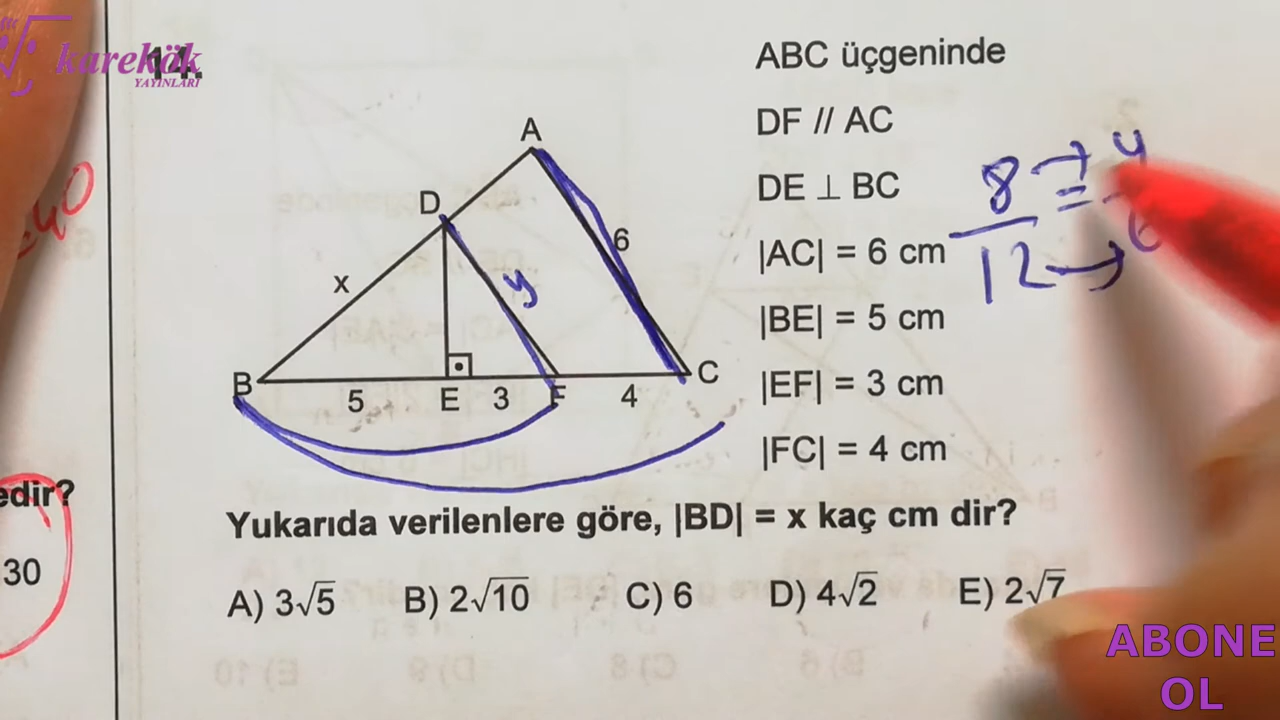 karekök
YAYINLARI
14.
ABC üçgeninde
DF // AC
DE ⊥ BC
|AC| = 6 cm
|BE| = 5 cm
|EF| = 3 cm
|FC| = 4 cm
8 = y
12 6
A
D
6
x
y
B
E
F
C
5
3
4
Yukarıda verilenlere göre, |BD| = x kaç cm dir?
A) 3√5 B) 2√10 C) 6 D) 4√2 E) 2√7
edir?
30
40
ABONE
OL